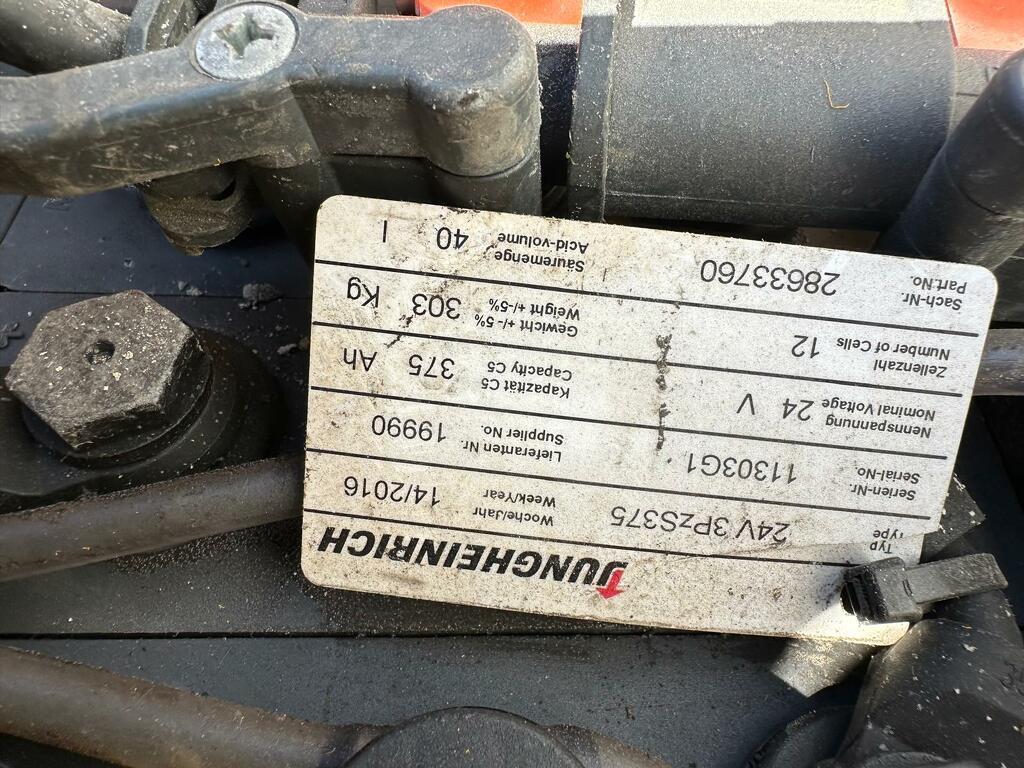 JUNGHEINRICH
Typ
Type 24V 3PzS375 Woche/Jahr
Week/Year 14/2016
Serien-Nr.
Serial-No. 11303G1 Lieferanten Nr.
Supplier No. 19990
Nennspannung
Nominal Voltage 24 V Kapazität C5
Capacity C5 375 Ah
Zellenzahl
Number of Cells 12 Gewicht +/-5%
Weight +/-5% 303 Kg
Sach-Nr.
Part.No. 28633760 Säuremenge/
Acid-volume 40 l